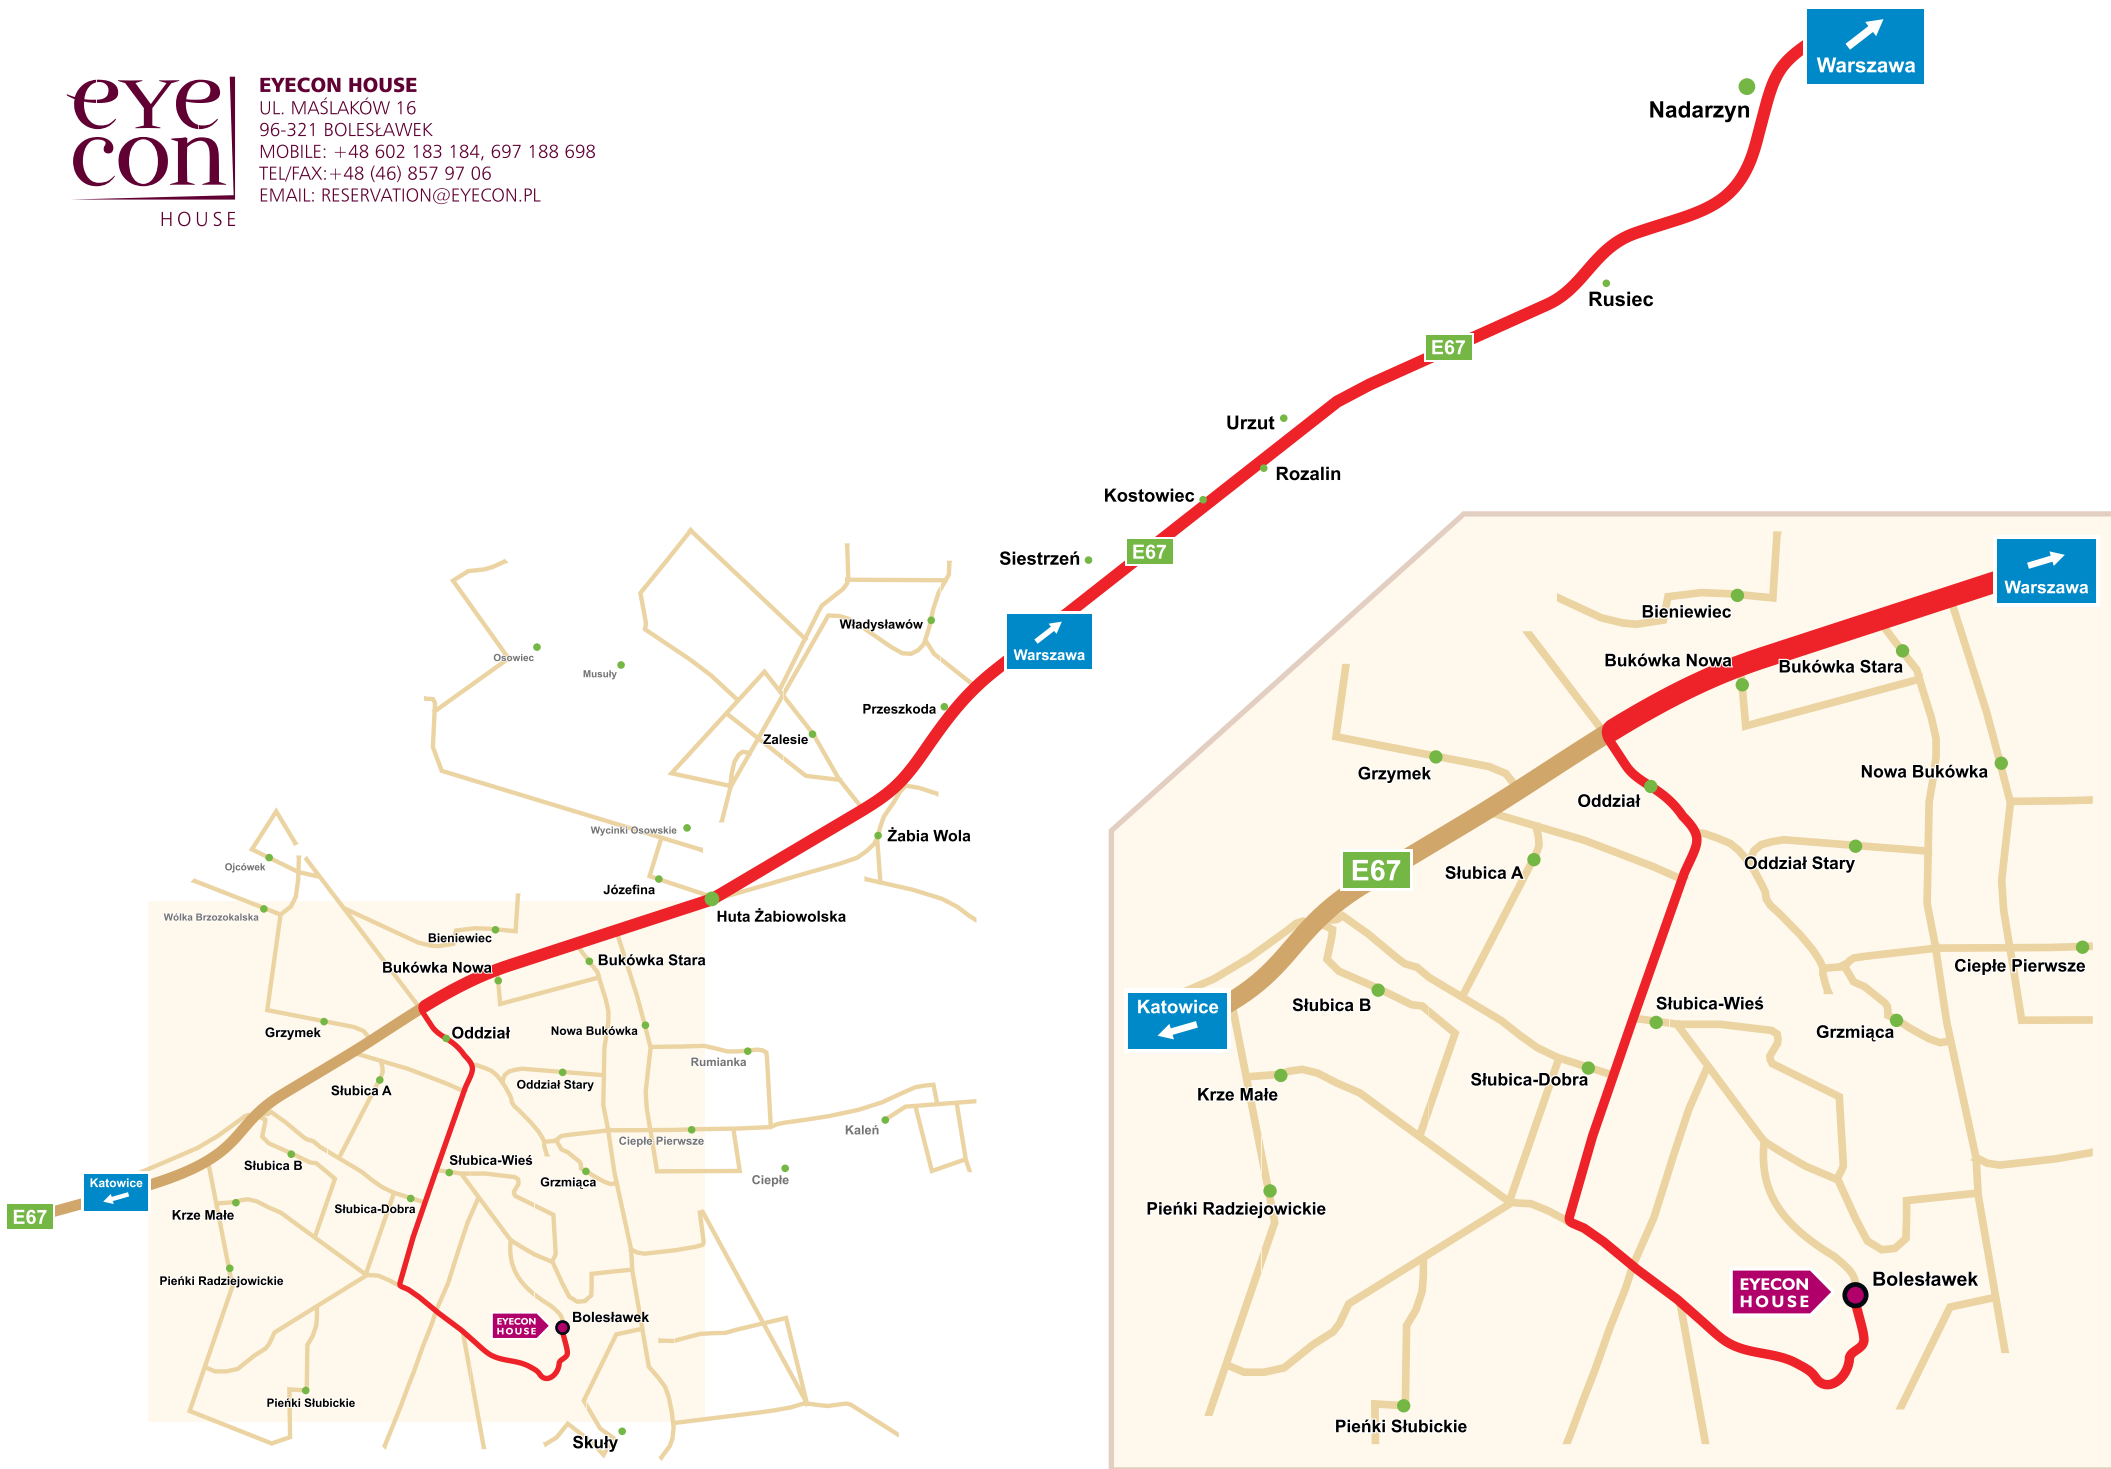 eye
con
HOUSE
EYECON HOUSE
UL. MAŚLAKÓW 16
96-321 BOLESŁAWEK
MOBILE: +48 602 183 184, 697 188 698
TEL/FAX:+48 (46) 857 97 06
EMAIL: RESERVATION@EYECON.PL
Warszawa
Nadarzyn
Rusiec
E67
Urzut
Rozalin
Kostowiec
E67
Siestrzeń
Warszawa
Władysławów
Osowiec
Musuły
Przeszkoda
Zalesie
Wycinki Osowskie
Żabia Wola
Józefina
Huta Żabiowolska
Ojcówek
Wólka Brzozokalska
Bieniewiec
Bukówka Nowa
Bukówka Stara
Grzymek
Oddział
Nowa Bukówka
Rumianka
Słubica A
Oddział Stary
Kaleń
Ciepłe Pierwsze
Słubica B
Słubica-Wieś
Grzmiąca
Ciepłe
Katowice
E67
Krze Małe
Słubica-Dobra
Pieńki Radziejowickie
EYECON
HOUSE
Bolesławek
Pieńki Słubickie
Skuły
Warszawa
Bieniewiec
Bukówka Nowa
Bukówka Stara
Grzymek
Oddział
Nowa Bukówka
E67
Słubica A
Oddział Stary
Ciepłe Pierwsze
Katowice
Słubica B
Słubica-Wieś
Grzmiąca
Krze Małe
Słubica-Dobra
Pieńki Radziejowickie
EYECON
HOUSE
Bolesławek
Pieńki Słubickie